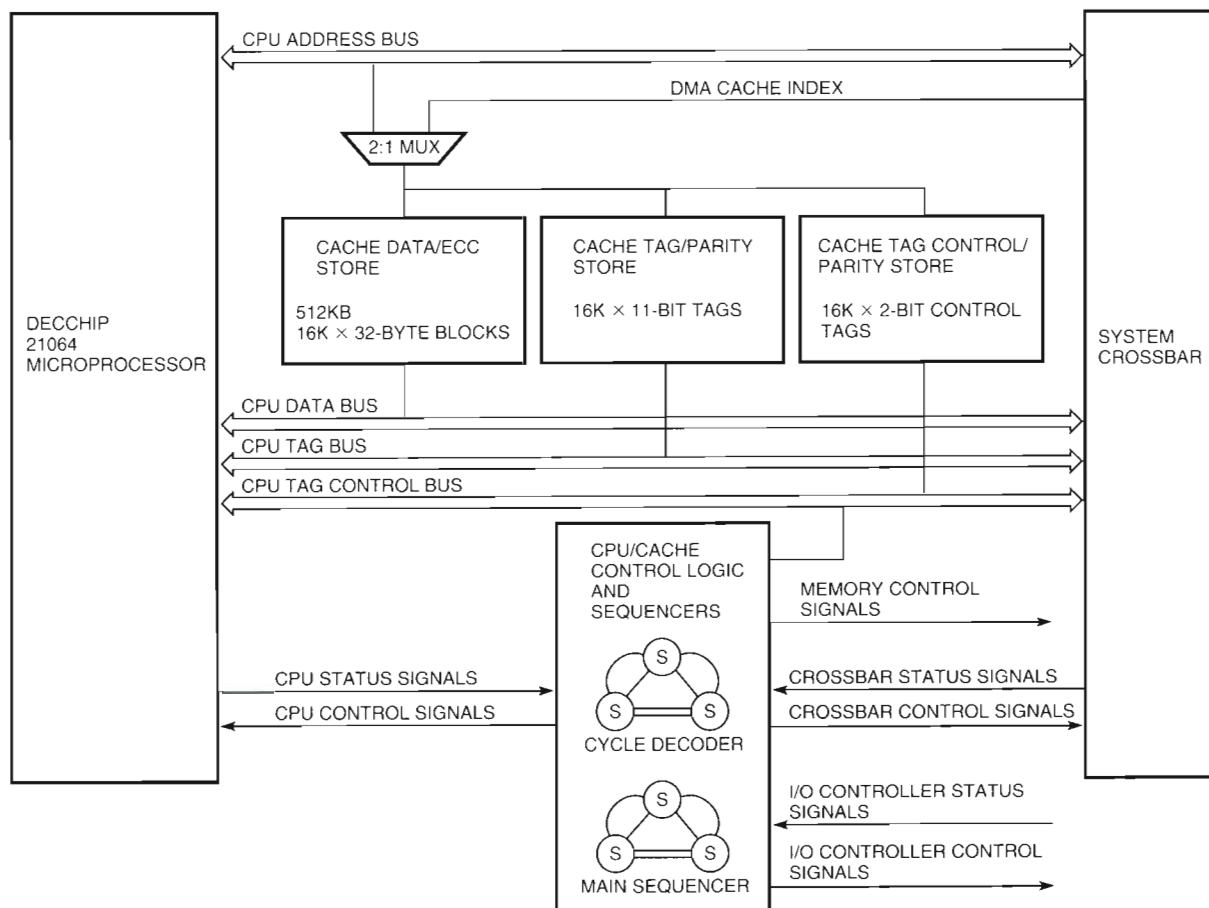 CPU ADDRESS BUS
DMA CACHE INDEX
2:1 MUX
CACHE DATA/ECC
STORE
512KB
16K × 32-BYTE BLOCKS
CACHE TAG/PARITY
STORE
16K × 11-BIT TAGS
CACHE TAG CONTROL/
PARITY STORE
16K × 2-BIT CONTROL
TAGS
DECCHIP
21064
MICROPROCESSOR
SYSTEM
CROSSBAR
CPU DATA BUS
CPU TAG BUS
CPU TAG CONTROL BUS
CPU/CACHE
CONTROL LOGIC
AND
SEQUENCERS
MEMORY CONTROL
SIGNALS
S
S S
CYCLE DECODER
CPU STATUS SIGNALS
CPU CONTROL SIGNALS
CROSSBAR STATUS SIGNALS
CROSSBAR CONTROL SIGNALS
S
S S
MAIN SEQUENCER
I/O CONTROLLER STATUS
SIGNALS
I/O CONTROLLER CONTROL
SIGNALS